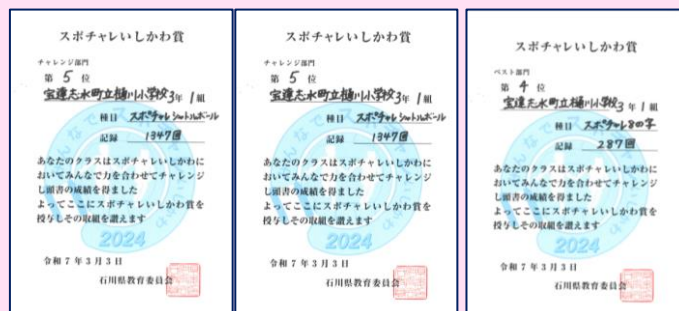 スポチャレいしかわ賞
チャレンジ部門
第 5 位
宝達志水町立樋川小学校3年1組
種目 スポチャレシャトルボール
記録 1347回
あなたのクラスはスポチャレいしかわに
おいてみんなで力を合わせてチャレンジ
し頭書の成績を得ました
よってここにスポチャレいしかわ賞を
授与しその取組を讃えます
2024
令和7年3月3日
石川県教育委員会
スポチャレいしかわ賞
チャレンジ部門
第 5 位
宝達志水町立樋川小学校3年1組
種目 スポチャレシャトルボール
記録 1347回
あなたのクラスはスポチャレいしかわに
おいてみんなで力を合わせてチャレンジ
し頭書の成績を得ました
よってここにスポチャレいしかわ賞を
授与しその取組を讃えます
2024
令和7年3月3日
石川県教育委員会
スポチャレいしかわ賞
ベスト部門
第 4 位
宝達志水町立樋川小学校3年1組
種目 スポチャレ8の字
記録 287回
あなたのクラスはスポチャレいしかわに
おいてみんなで力を合わせてチャレンジ
し頭書の成績を得ました
よってここにスポチャレいしかわ賞を
授与しその取組を讃えます
2024
令和7年3月3日
石川県教育委員会